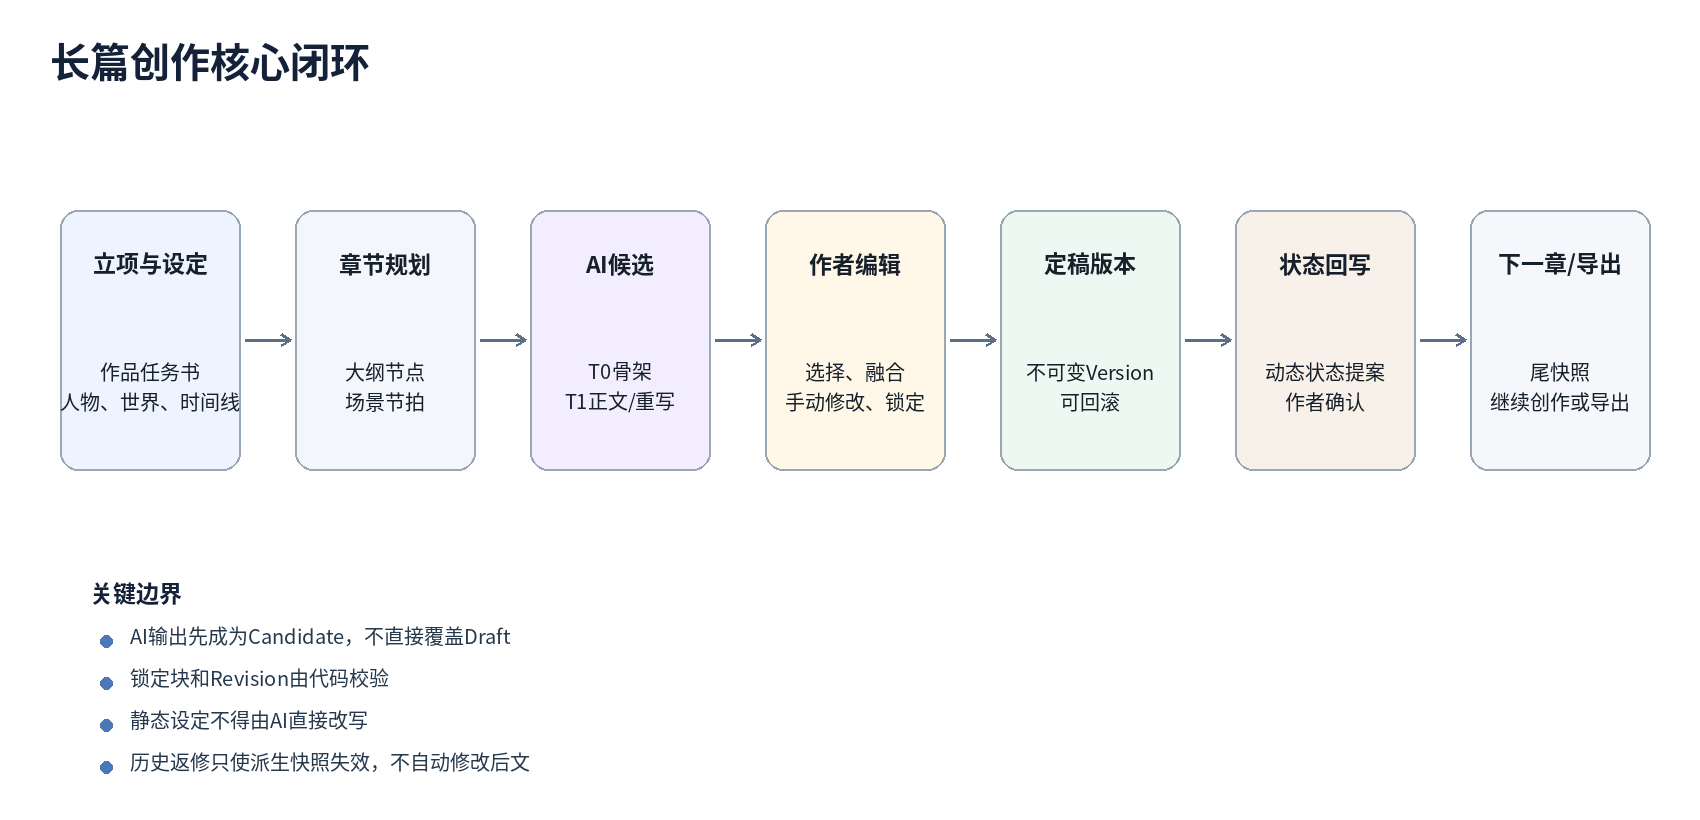 长篇创作核心闭环
立项与设定
作品任务书
人物、世界、时间线
章节规划
大纲节点
场景节拍
AI候选
T0骨架
T1正文/重写
作者编辑
选择、融合
手动修改、锁定
定稿版本
不可变Version
可回滚
状态回写
动态状态提案
作者确认
下一章/导出
尾快照
继续创作或导出
关键边界
AI输出先成为Candidate，不直接覆盖Draft
锁定块和Revision由代码校验
静态设定不得由AI直接改写
历史返修只使派生快照失效，不自动修改后文